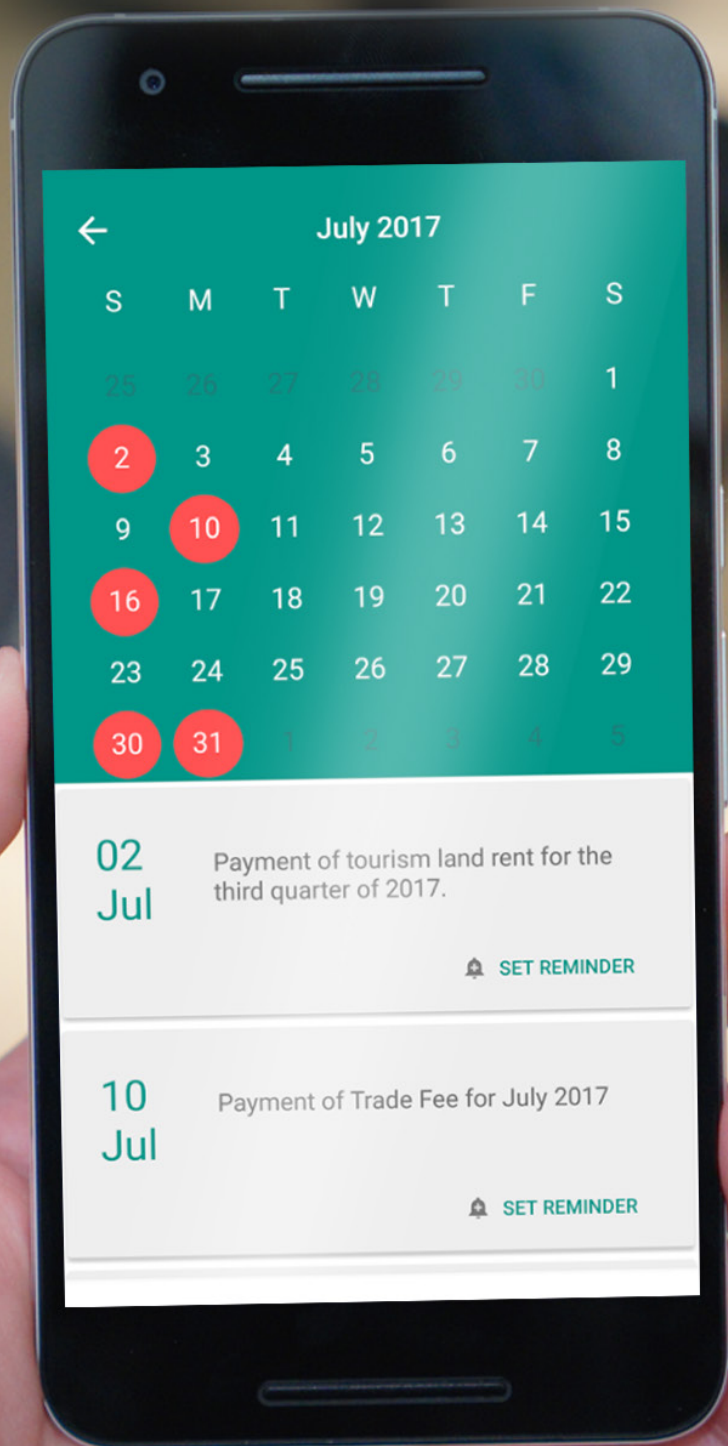 July 2017
S M T W T F S
25 26 27 28 29 30 1
2 3 4 5 6 7 8
9 10 11 12 13 14 15
16 17 18 19 20 21 22
23 24 25 26 27 28 29
30 31 1 2 3 4 5
02
Jul
Payment of tourism land rent for the
third quarter of 2017.
SET REMINDER
10
Jul
Payment of Trade Fee for July 2017
SET REMINDER